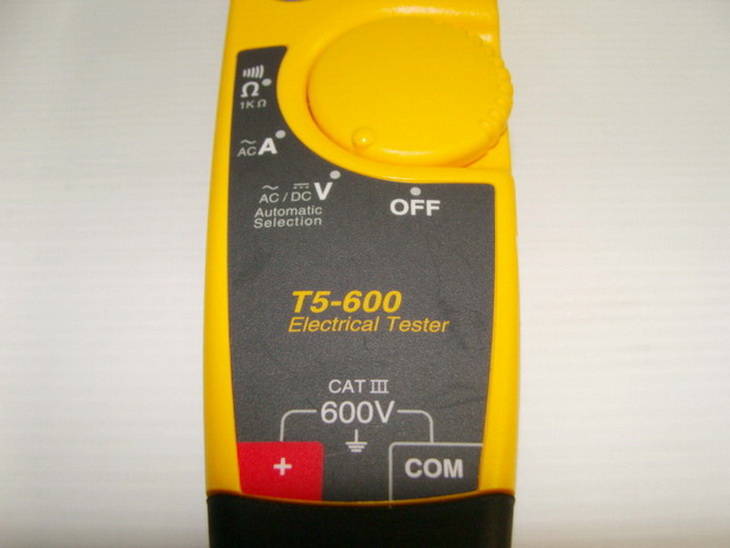 Ω
1KΩ
AC A
AC / DC V
Automatic
Selection
OFF
T5-600
Electrical Tester
CAT III
600V
+
COM